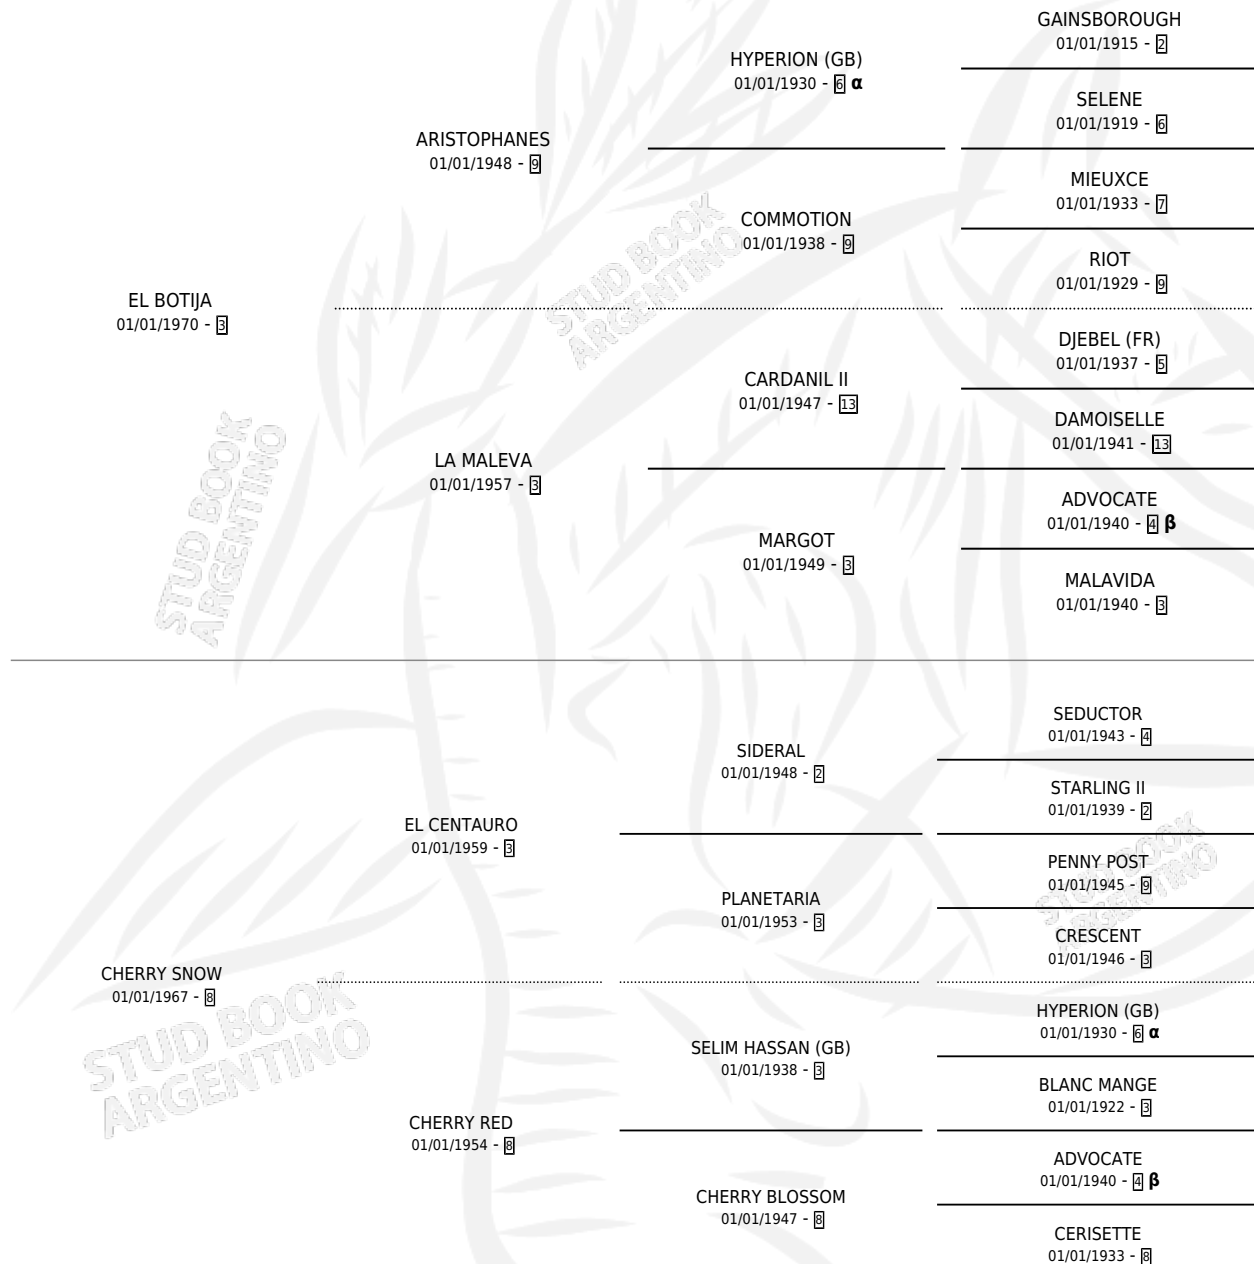 GAINSBOROUGH
01/01/1915 - 2
HYPERION (GB)
01/01/1930 - 6 α
SELENE
01/01/1919 - 6
ARISTOPHANES
01/01/1948 - 9
MIEUXCE
01/01/1933 - 7
COMMOTION
01/01/1938 - 9
RIOT
01/01/1929 - 9
EL BOTIJA
01/01/1970 - 3
DJEBEL (FR)
01/01/1937 - 5
CARDANIL II
01/01/1947 - 13
DAMOISELLE
01/01/1941 - 13
LA MALEVA
01/01/1957 - 3
ADVOCATE
01/01/1940 - 4 β
MARGOT
01/01/1949 - 3
MALAVIDA
01/01/1940 - 3
SEDUCTOR
01/01/1943 - 4
SIDERAL
01/01/1948 - 2
STARLING II
01/01/1939 - 2
EL CENTAURO
01/01/1959 - 3
PENNY POST
01/01/1945 - 9
PLANETARIA
01/01/1953 - 3
CRESCENT
01/01/1946 - 3
CHERRY SNOW
01/01/1967 - 8
HYPERION (GB)
01/01/1930 - 6 α
SELIM HASSAN (GB)
01/01/1938 - 3
BLANC MANGE
01/01/1922 - 3
CHERRY RED
01/01/1954 - 8
ADVOCATE
01/01/1940 - 4 β
CHERRY BLOSSOM
01/01/1947 - 8
CERISETTE
01/01/1933 - 8
STUD BOOK
ARGENTINO
STUD BOOK
ARGENTINO
STUD BOOK
ARGENTINO
STUD BOOK
ARGENTINO